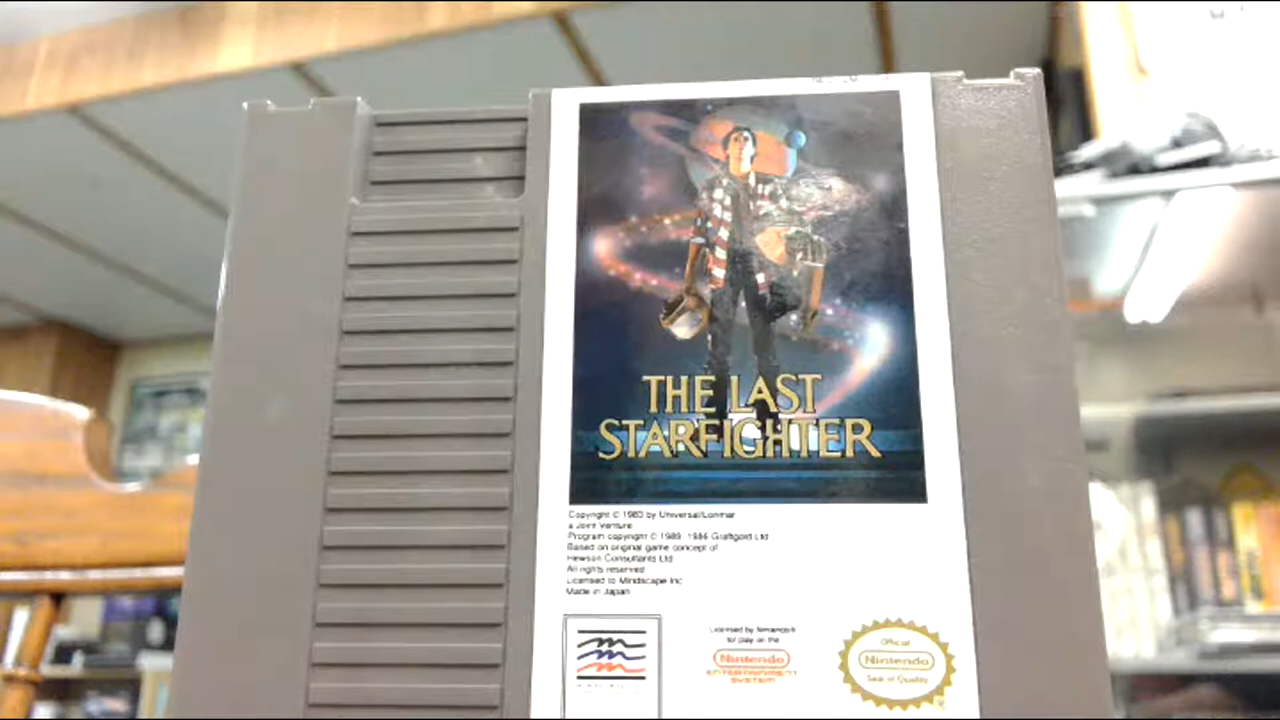 THE LAST
STARFIGHTER
Copyright © 1983 by Universal/Lorimar
a Joint Venture
Program copyright © 1989, 1986 Graftgold Ltd
Based on original game concept of
Hewson Consultants Ltd
All rights reserved
Licensed to Mindscape Inc
Made in Japan
Licensed by Nintendo®
for play on the
Nintendo
ENTERTAINMENT
SYSTEM
Official
Nintendo
Seal of Quality